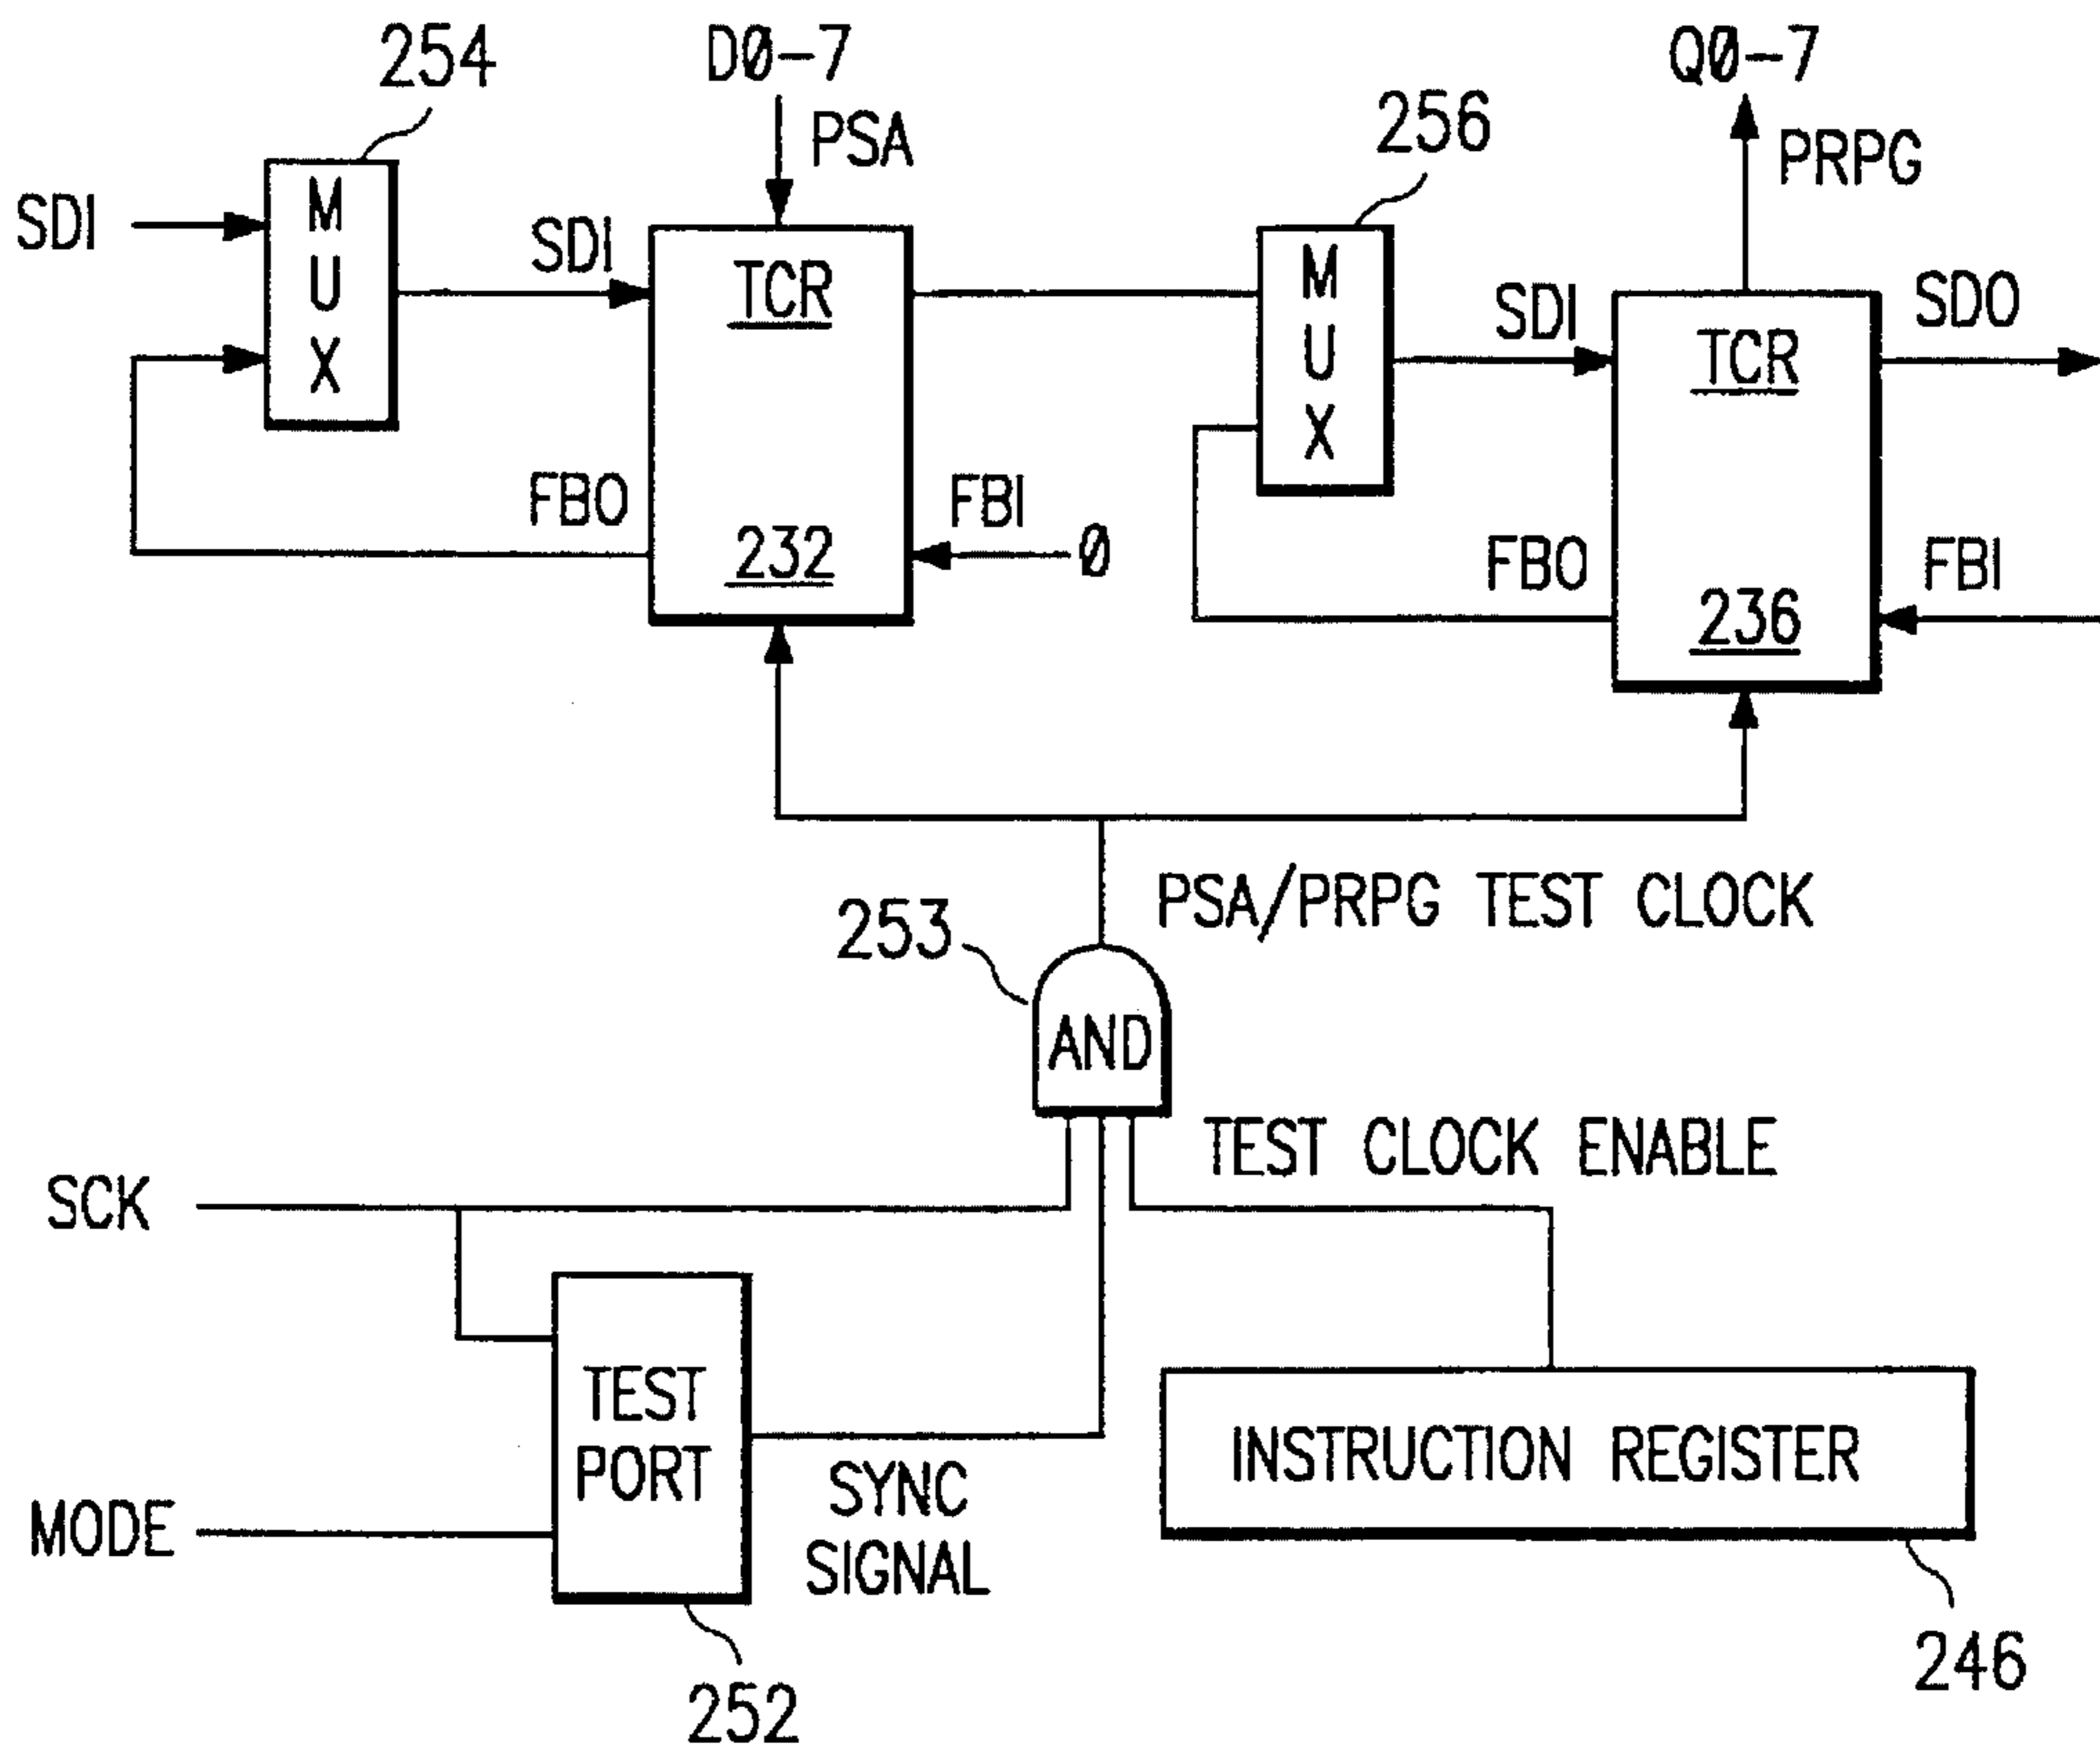 254
D0-7
Q0-7
PSA
256
PRPG
SDI
MUX
SDI
TCR
MUX
SDI
TCR
SDO
FBO
FBI
0
232
FBO
FBI
236
PSA/PRPG TEST CLOCK
253
AND
TEST CLOCK ENABLE
SCK
TEST
PORT
SYNC
SIGNAL
INSTRUCTION REGISTER
MODE
246
252